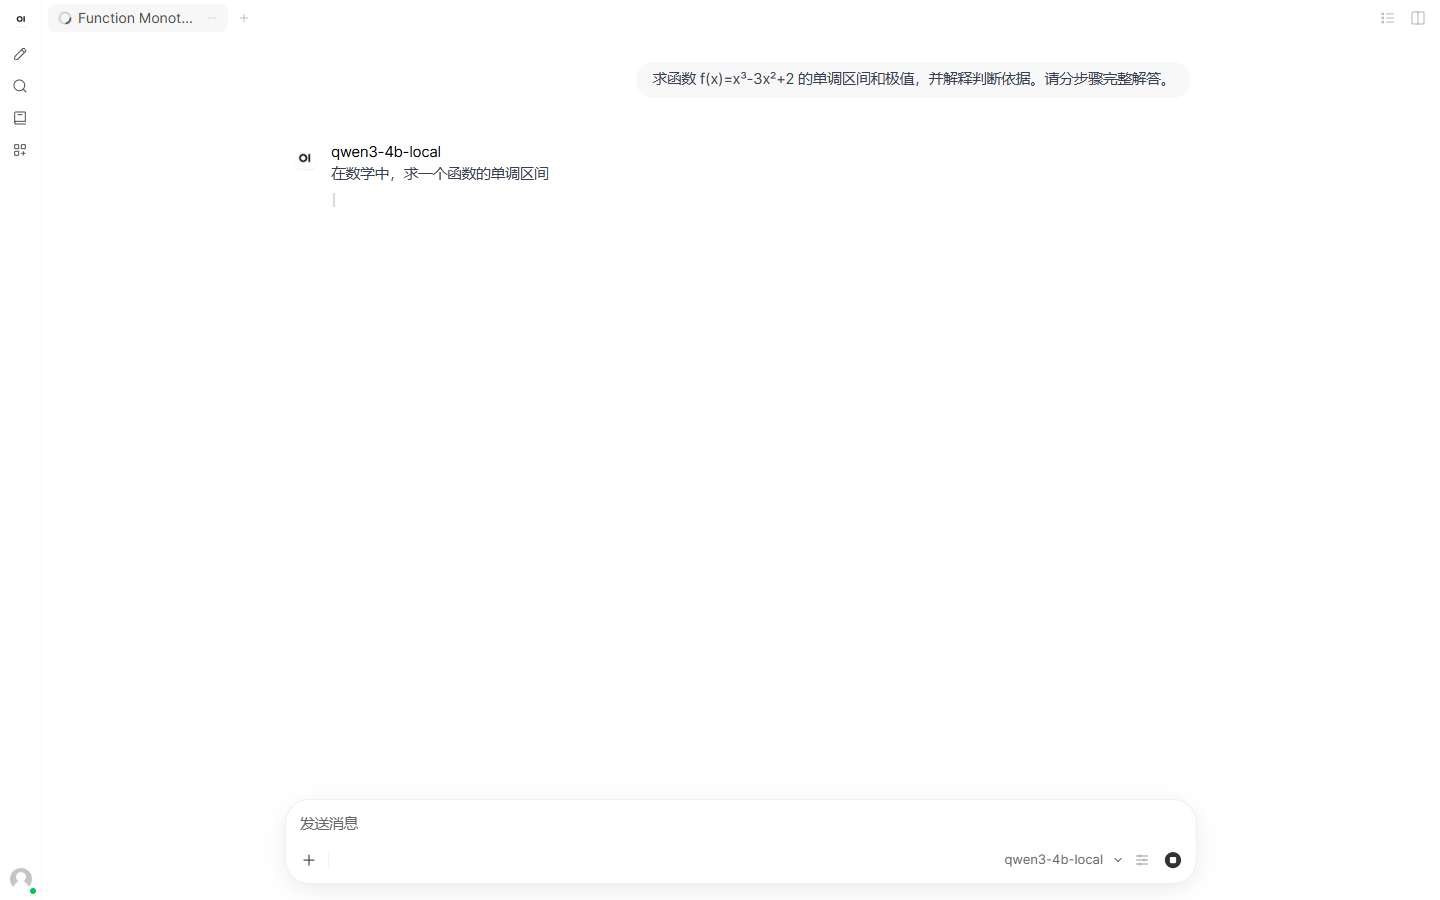 OI
Function Monot...
求函数 f(x)=x³-3x²+2 的单调区间和极值，并解释判断依据。请分步骤完整解答。
OI
qwen3-4b-local
在数学中，求一个函数的单调区间
发送消息
qwen3-4b-local